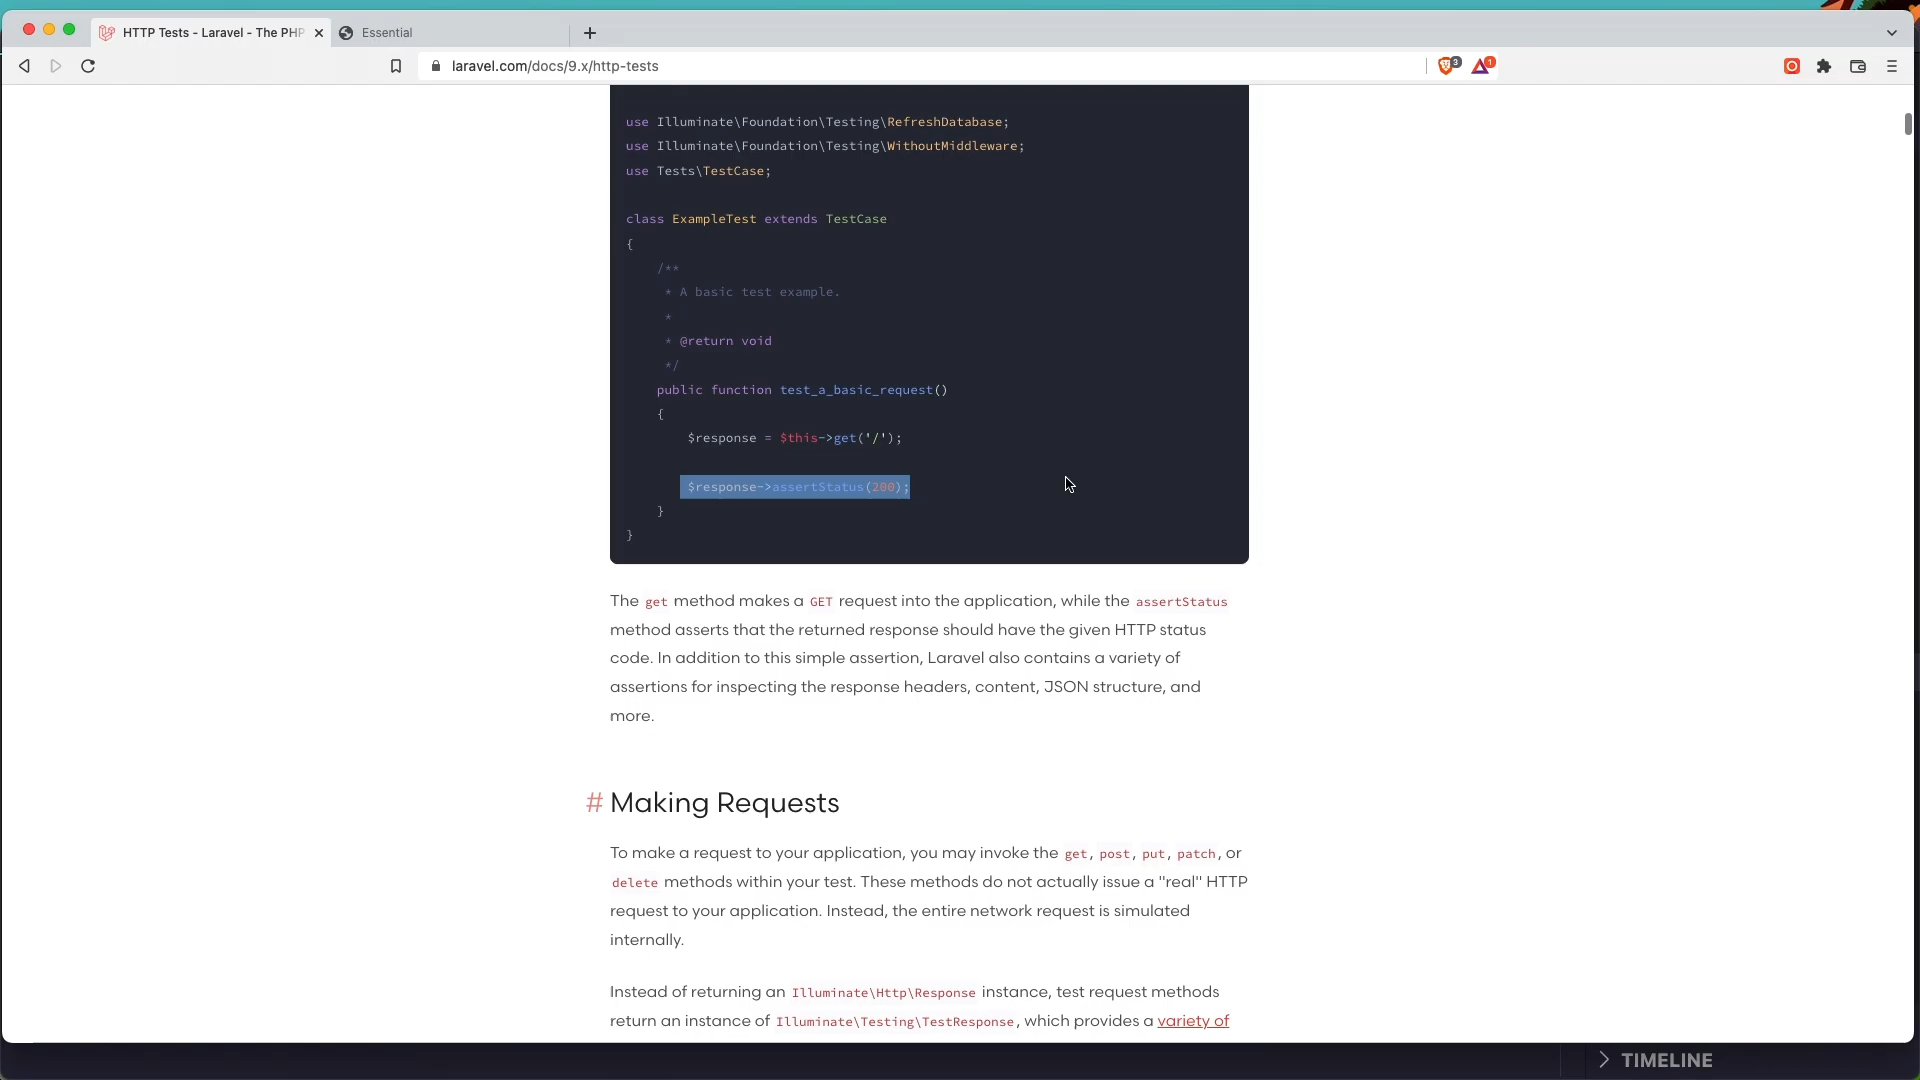 HTTP Tests - Laravel - The PHP
Essential
laravel.com/docs/9.x/http-tests
3
1
use Illuminate\Foundation\Testing\RefreshDatabase;
use Illuminate\Foundation\Testing\WithoutMiddleware;
use Tests\TestCase;
class ExampleTest extends TestCase
{
/**
* A basic test example.
*
* @return void
*/
public function test_a_basic_request()
{
$response = $this->get('/');
$response->assertStatus(200);
}
}
The get method makes a GET request into the application, while the assertStatus
method asserts that the returned response should have the given HTTP status
code. In addition to this simple assertion, Laravel also contains a variety of
assertions for inspecting the response headers, content, JSON structure, and
more.
# Making Requests
To make a request to your application, you may invoke the get, post, put, patch, or
delete methods within your test. These methods do not actually issue a "real" HTTP
request to your application. Instead, the entire network request is simulated
internally.
Instead of returning an Illuminate\Http\Response instance, test request methods
return an instance of Illuminate\Testing\TestResponse, which provides a variety of
TIMELINE